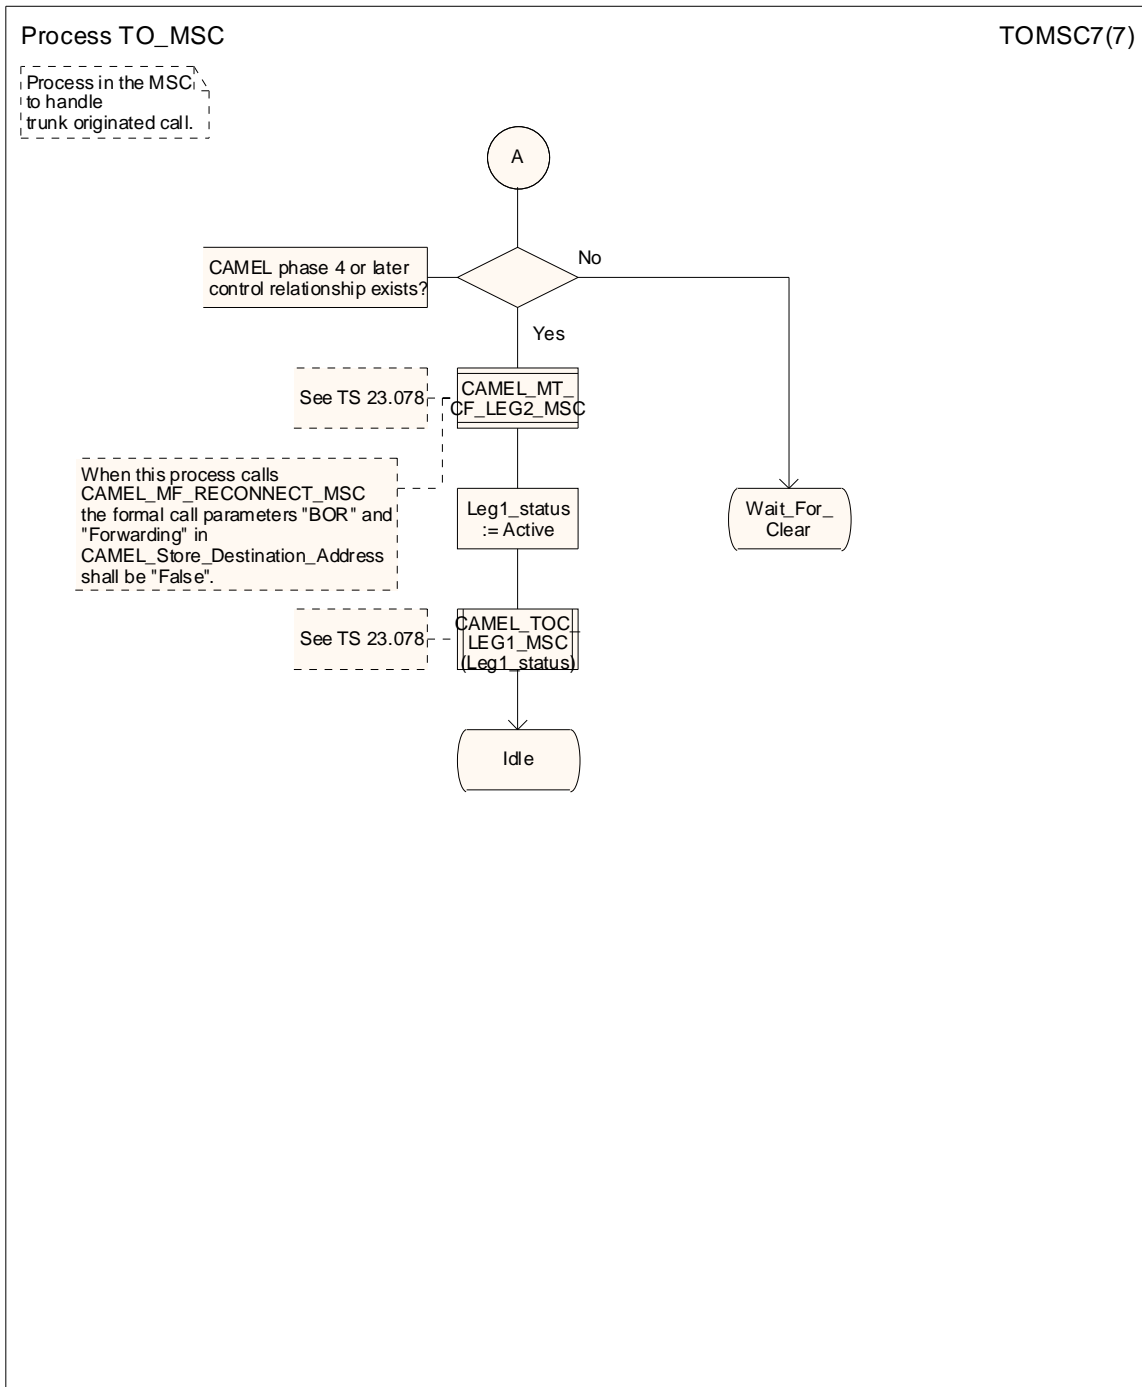 Process TO_MSC
TOMSC7(7)
Process in the MSC
to handle
trunk originated call.
A
CAMEL phase 4 or later
control relationship exists?
No
Yes
See TS 23.078
CAMEL_MT_
CF_LEG2_MSC
When this process calls
CAMEL_MF_RECONNECT_MSC
the formal call parameters "BOR" and
"Forwarding" in
CAMEL_Store_Destination_Address
shall be "False".
Leg1_status
:= Active
Wait_For_
Clear
See TS 23.078
CAMEL_TOC_
LEG1_MSC
(Leg1_status)
Idle